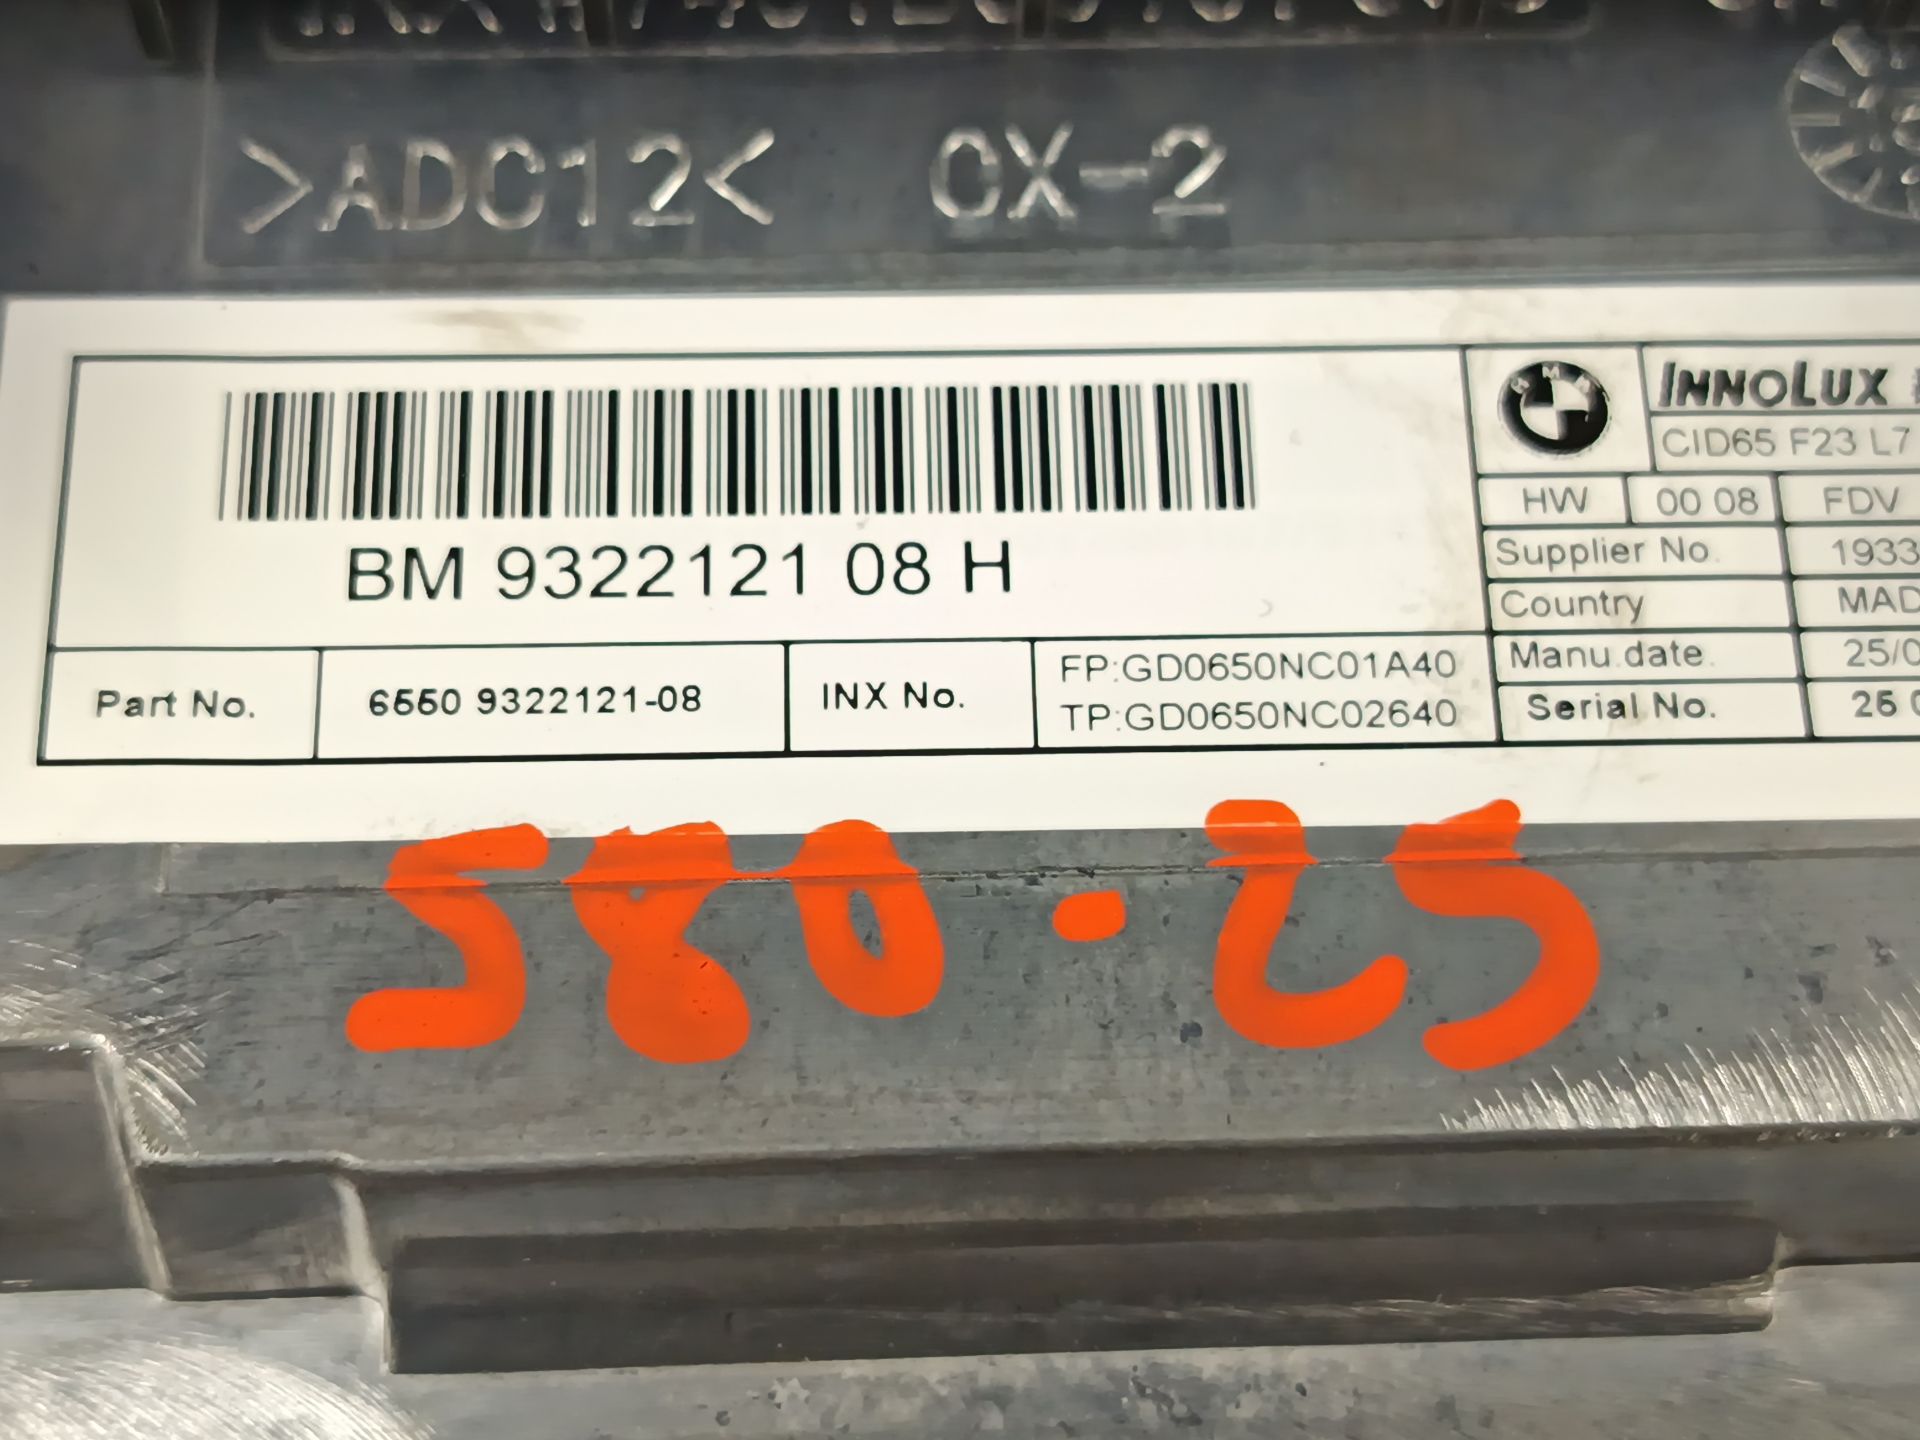 >ADC12< CX-2
BMW
INNOLUX
CID65 F23 L7
HW 00 08 FDV
BM 9322121 08 H
Supplier No. 1933
Country MAD
Manu.date. 25/0
Part No. 6550 9322121-08 INX No. FP:GD0650NC01A40
TP:GD0650NC02640
Serial No. 25 0
580.25